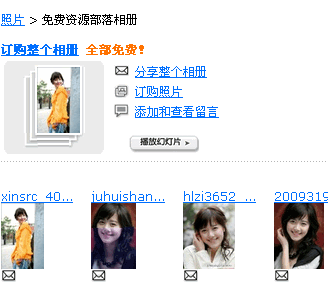 照片 > 免费资源部落相册
订购整个相册 全部免费!
分享整个相册
订购照片
添加和查看留言
播放幻灯片
xinsrc_40... juhuishan... hlzi3652_... 2009319